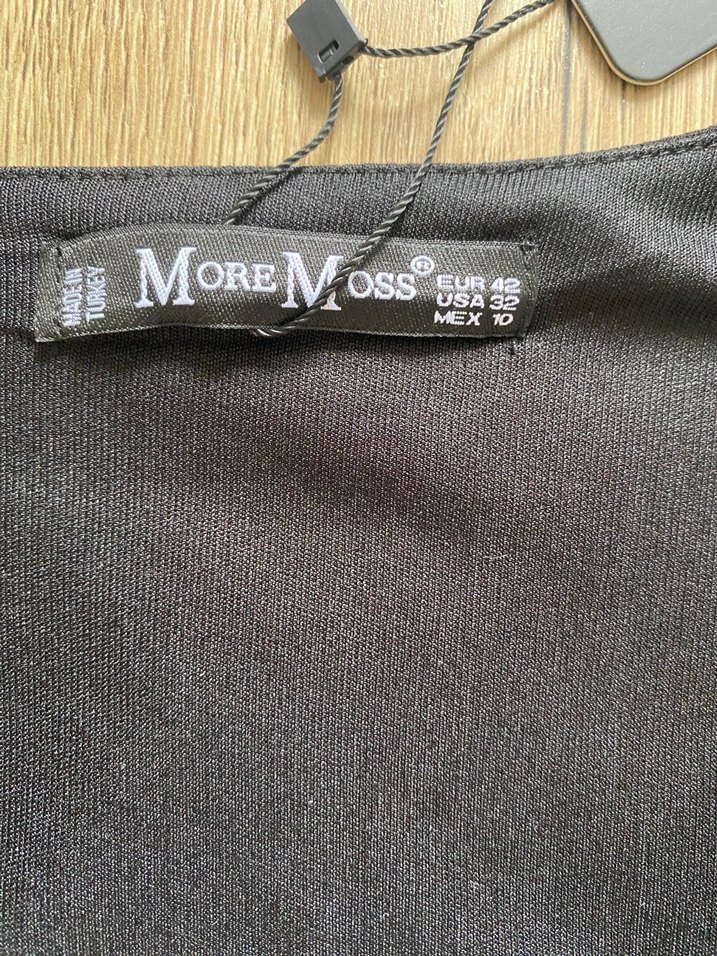 MADE IN
TURKEY
MORE MOSS®
EUR 42
USA 32
MEX 10